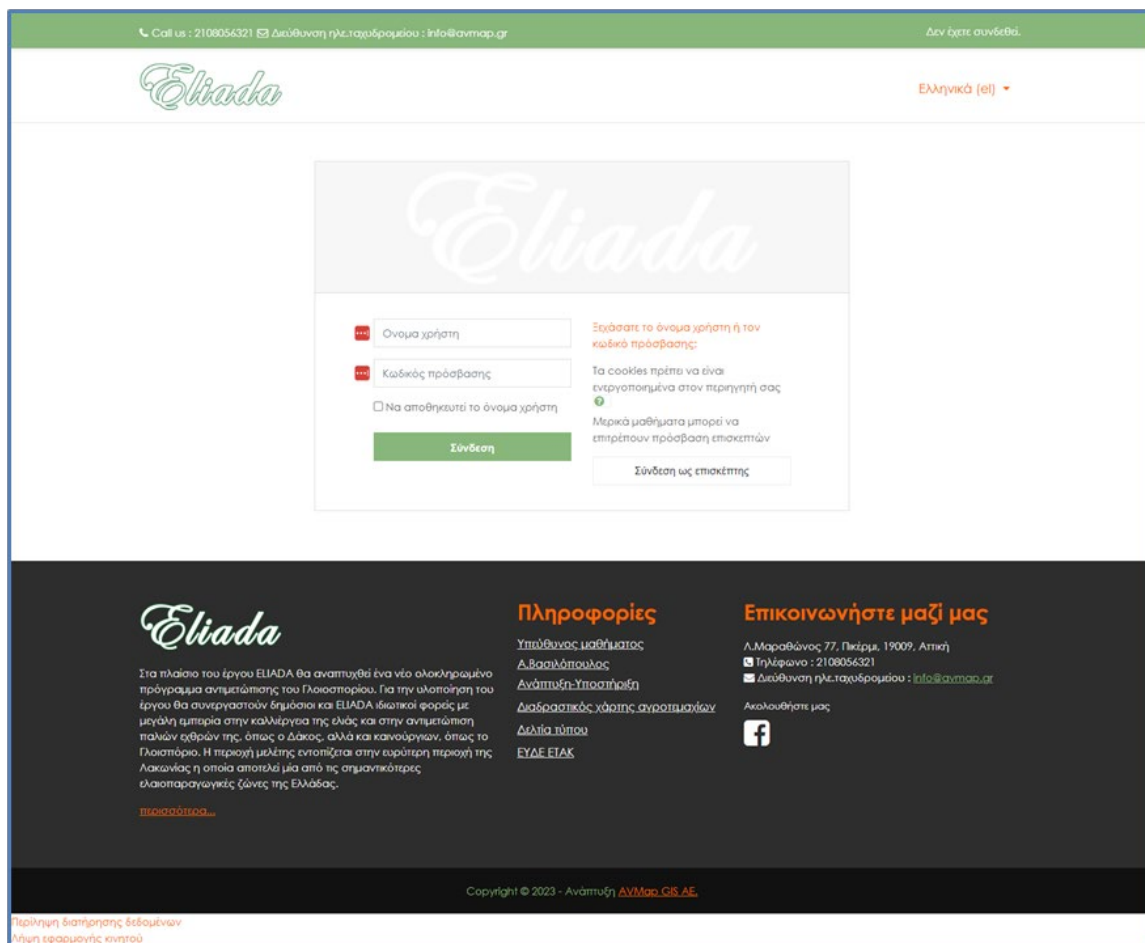 Call us : 2108056321 Διεύθυνση ηλε.ταχυδρομείου : info@avmap.gr
Δεν έχετε συνδεθεί.
Eliada
Ελληνικά (el)
Eliada
Όνομα χρήστη
Κωδικός πρόσβασης
Να αποθηκευτεί το όνομα χρήστη
Σύνδεση
Ξεχάσατε το όνομα χρήστη ή τον
κωδικό πρόσβασης;
Τα cookies πρέπει να είναι
ενεργοποιημένα στον περιηγητή σας
Μερικά μαθήματα μπορεί να
επιτρέπουν πρόσβαση επισκεπτών
Σύνδεση ως επισκέπτης
Eliada
Στα πλαίσιο του έργου ELIADA θα αναπτυχθεί ένα νέο ολοκληρωμένο
πρόγραμμα αντιμετώπισης του Γλοιοσπορίου. Για την υλοποίηση του
έργου θα συνεργαστούν δημόσιοι και ELIADA ιδιωτικοί φορείς με
μεγάλη εμπειρία στην καλλιέργεια της ελιάς και στην αντιμετώπιση
παλιών εχθρών της, όπως ο Δάκος, αλλά και καινούργιων, όπως το
Γλοιοσπόριο. Η περιοχή μελέτης εντοπίζεται στην ευρύτερη περιοχή της
Λακωνίας η οποία αποτελεί μία από τις σημαντικότερες
ελαιοπαραγωγικές ζώνες της Ελλάδας.
περισσότερα...
Πληροφορίες
Υπεύθυνος μαθήματος
Α.Βασιλόπουλος
Ανάπτυξη-Υποστήριξη
Διαδραστικός χάρτης αγροτεμαχίων
Δελτία τύπου
ΕΥΔΕ ΕΤΑΚ
Επικοινωνήστε μαζί μας
Λ.Μαραθώνος 77, Πικέρμι, 19009, Αττική
Τηλέφωνο : 2108056321
Διεύθυνση ηλε.ταχυδρομείου : info@avmap.gr
Ακολουθήστε μας
Copyright © 2023 - Ανάπτυξη AVMap GIS ΑΕ.
Περίληψη διατήρησης δεδομένων
Λήψη εφαρμογής κινητού